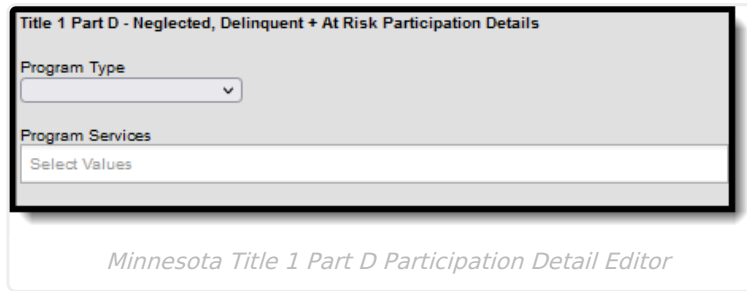 Title 1 Part D - Neglected, Delinquent + At Risk Participation Details
Program Type
Program Services
Select Values
Minnesota Title 1 Part D Participation Detail Editor